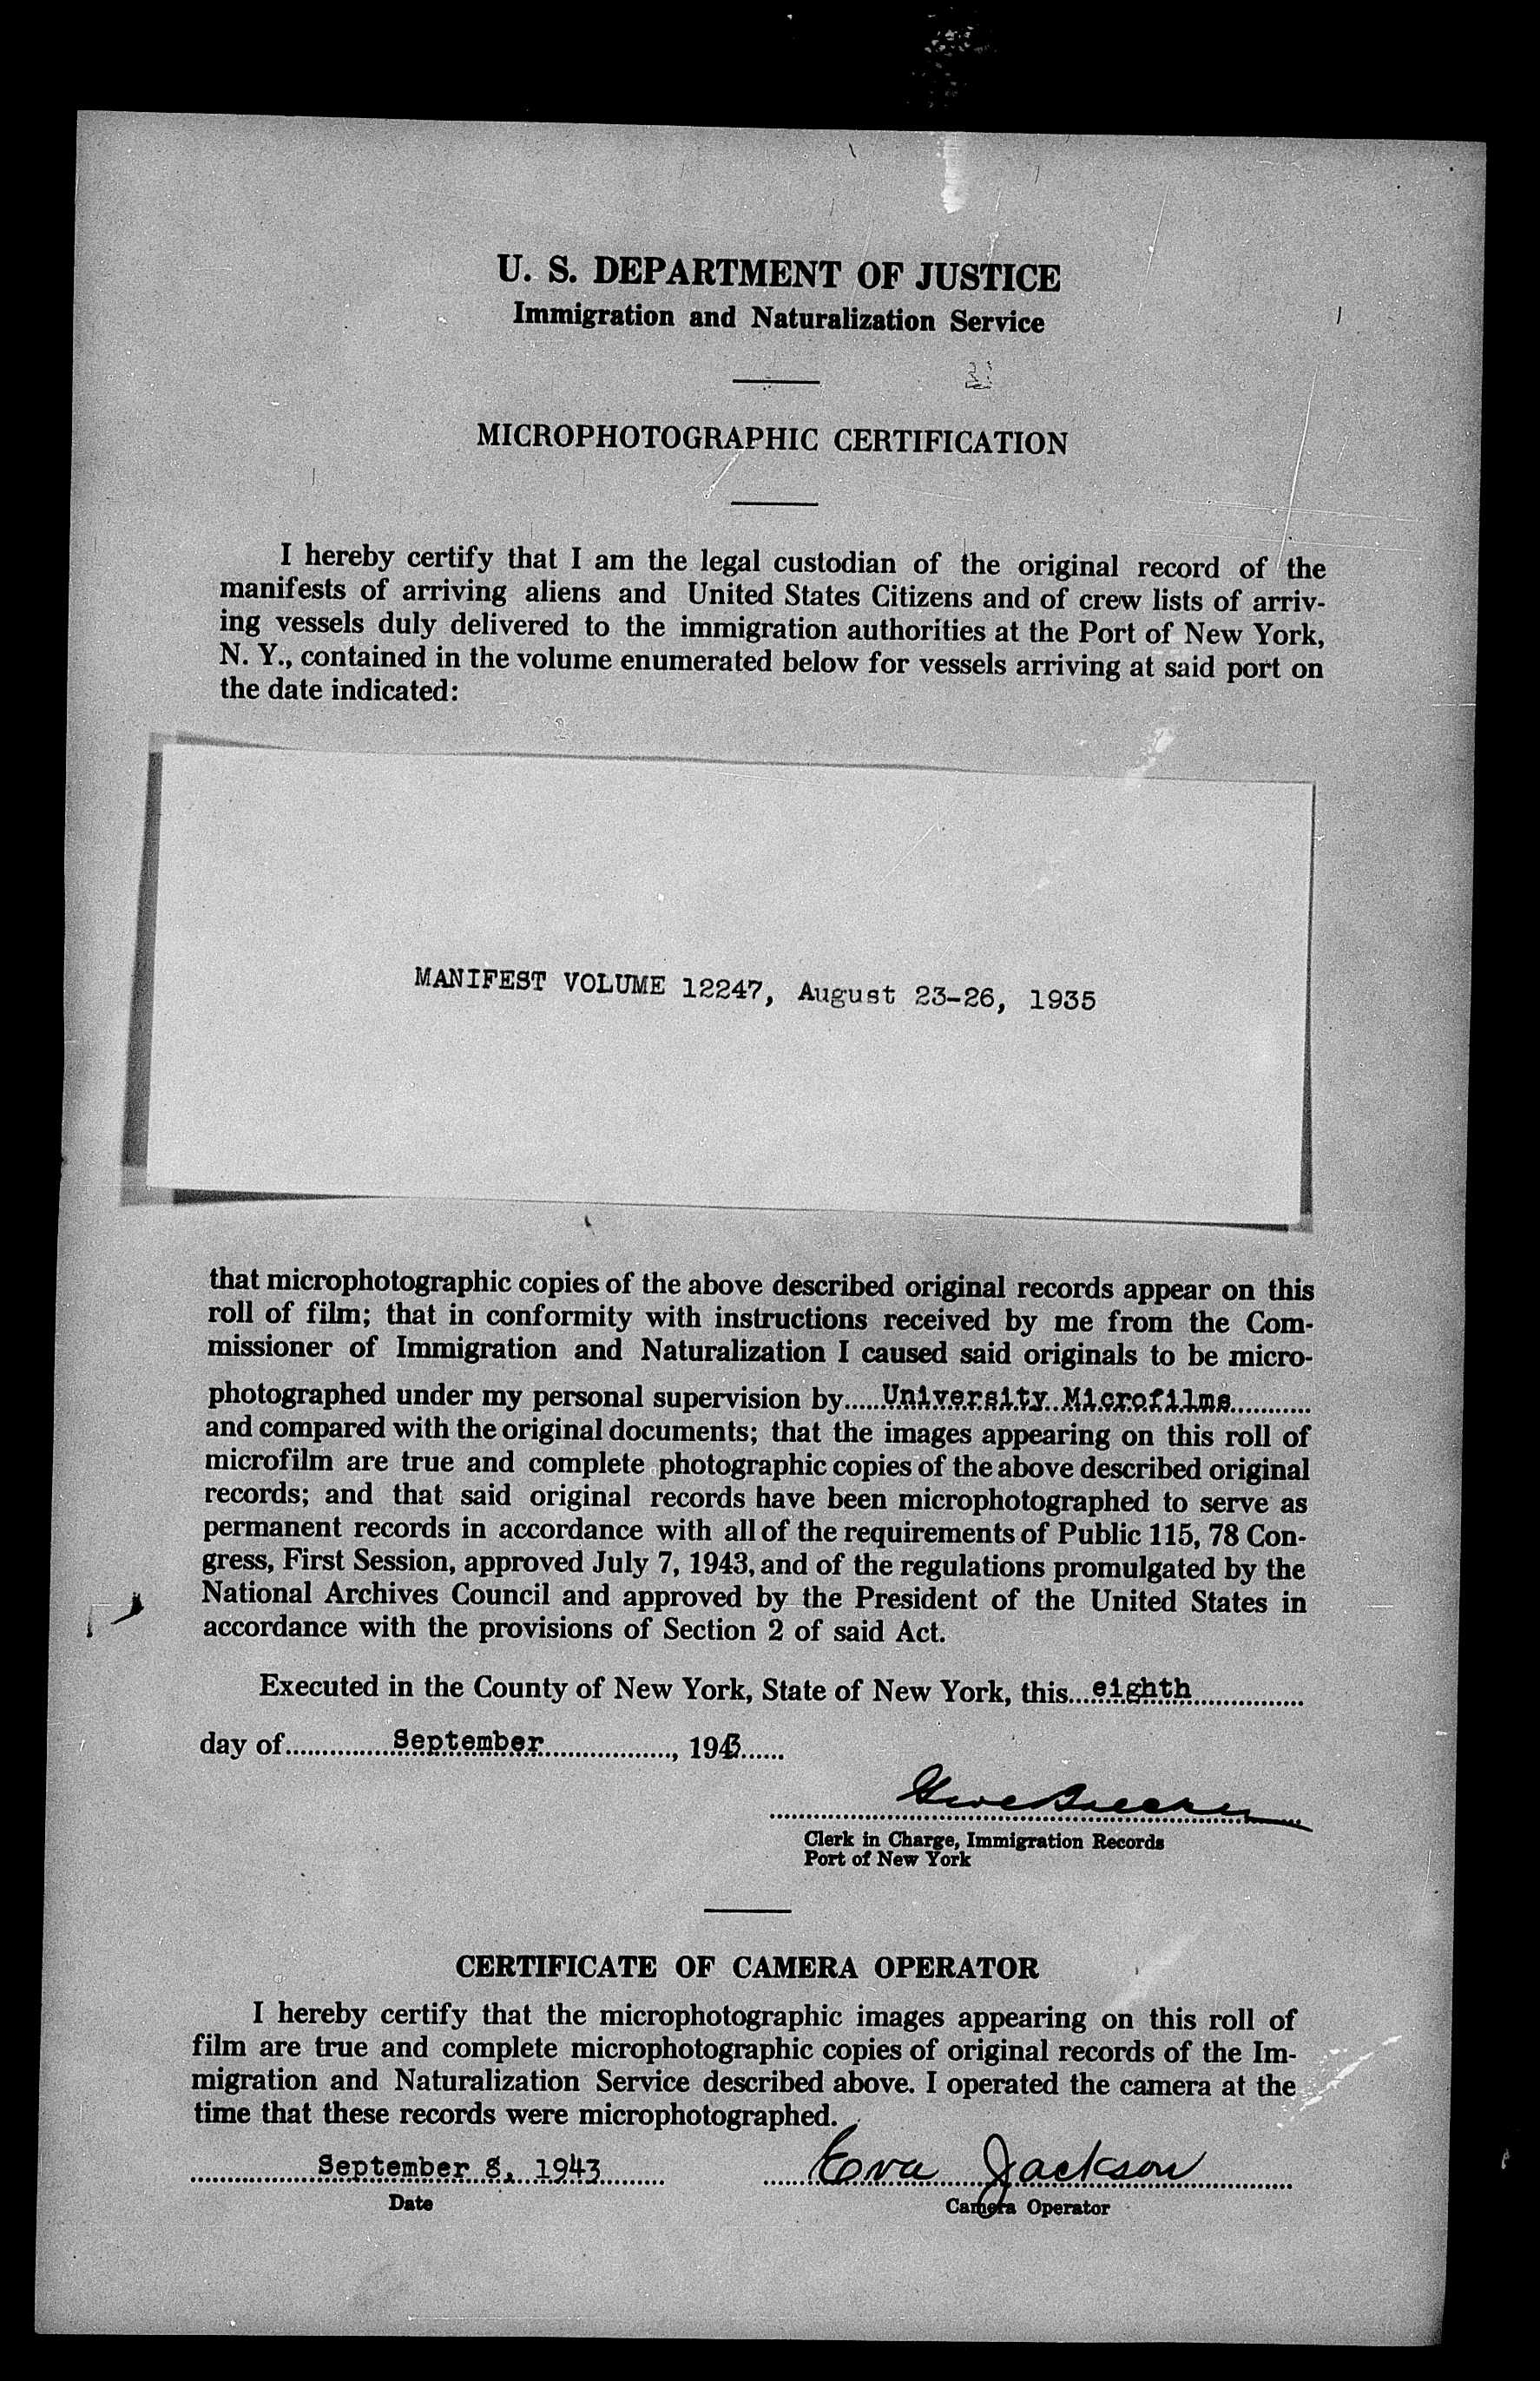 U. S. DEPARTMENT OF JUSTICE
Immigration and Naturalization Service
MICROPHOTOGRAPHIC CERTIFICATION
I hereby certify that I am the legal custodian of the original record of the
manifests of arriving aliens and United States Citizens and of crew lists of arriv-
ing vessels duly delivered to the immigration authorities at the Port of New York,
N. Y., contained in the volume enumerated below for vessels arriving at said port on
the date indicated:
MANIFEST VOLUME 12247, August 23-26, 1935
that microphotographic copies of the above described original records appear on this
roll of film; that in conformity with instructions received by me from the Com-
missioner of Immigration and Naturalization I caused said originals to be micro-
photographed under my personal supervision by......University Microfilms...........
and compared with the original documents; that the images appearing on this roll of
microfilm are true and complete photographic copies of the above described original
records; and that said original records have been microphotographed to serve as
permanent records in accordance with all of the requirements of Public 115, 78 Con-
gress, First Session, approved July 7, 1943, and of the regulations promulgated by the
National Archives Council and approved by the President of the United States in
accordance with the provisions of Section 2 of said Act.
Executed in the County of New York, State of New York, this....eighth...............
day of...............September.................., 1943......
Clerk in Charge, Immigration Records
Port of New York
CERTIFICATE OF CAMERA OPERATOR
I hereby certify that the microphotographic images appearing on this roll of
film are true and complete microphotographic copies of original records of the Im-
migration and Naturalization Service described above. I operated the camera at the
time that these records were microphotographed.
September 8, 1943 Jackson
Date Camera Operator